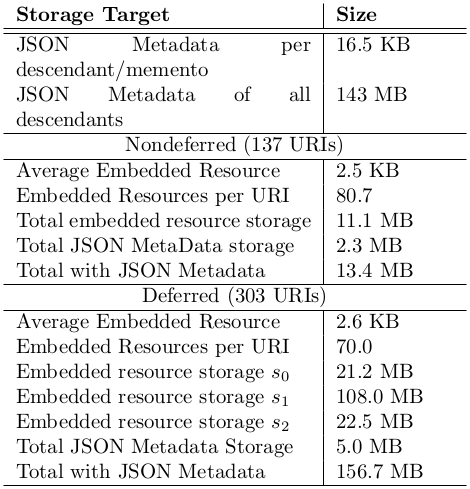 Storage Target Size
JSON Metadata per 16.5 KB
descendant/memento
JSON Metadata of all 143 MB
descendants
Nondeferred (137 URIs)
Average Embedded Resource 2.5 KB
Embedded Resources per URI 80.7
Total embedded resource storage 11.1 MB
Total JSON MetaData storage 2.3 MB
Total with JSON Metadata 13.4 MB
Deferred (303 URIs)
Average Embedded Resource 2.6 KB
Embedded Resources per URI 70.0
Embedded resource storage s₀ 21.2 MB
Embedded resource storage s₁ 108.0 MB
Embedded resource storage s₂ 22.5 MB
Total JSON Metadata Storage 5.0 MB
Total with JSON Metadata 156.7 MB